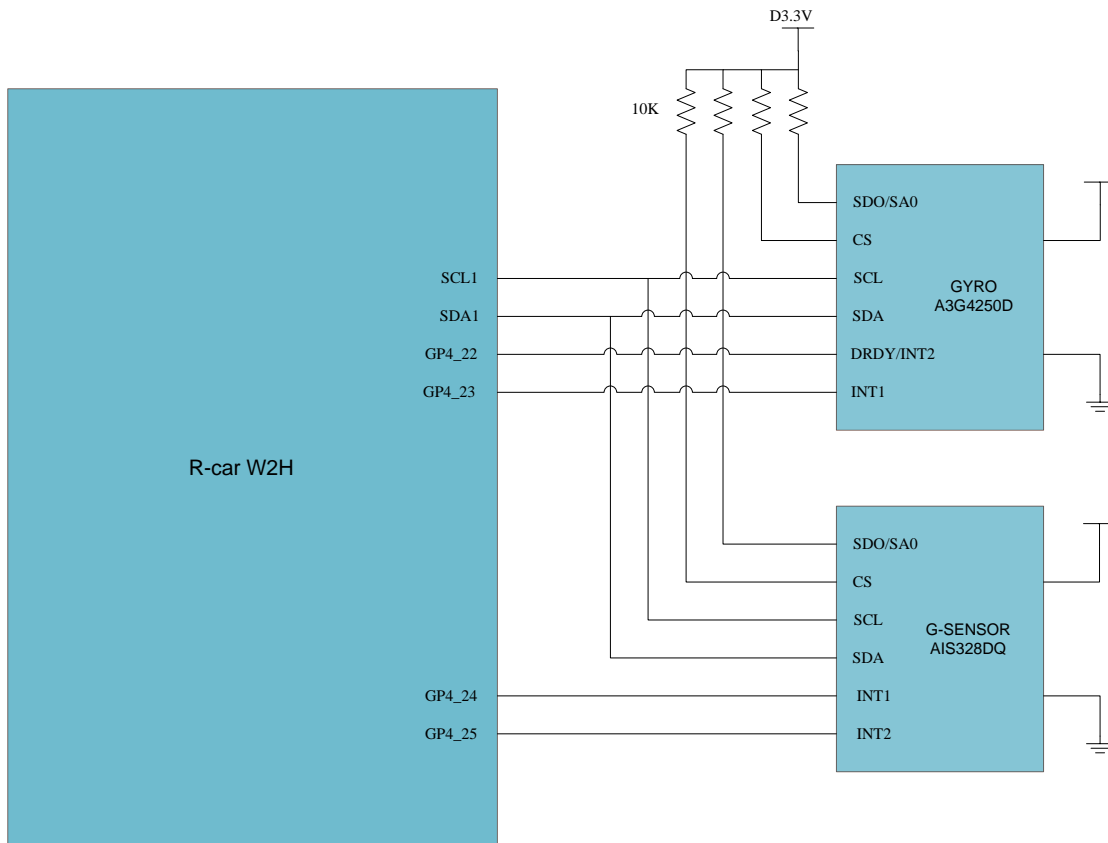 D3.3V
10K
SDO/SA0
CS
SCL1
SCL
GYRO
A3G4250D
SDA1
SDA
GP4_22
DRDY/INT2
GP4_23
INT1
R-car W2H
SDO/SA0
CS
SCL
G-SENSOR
AIS328DQ
SDA
GP4_24
INT1
GP4_25
INT2